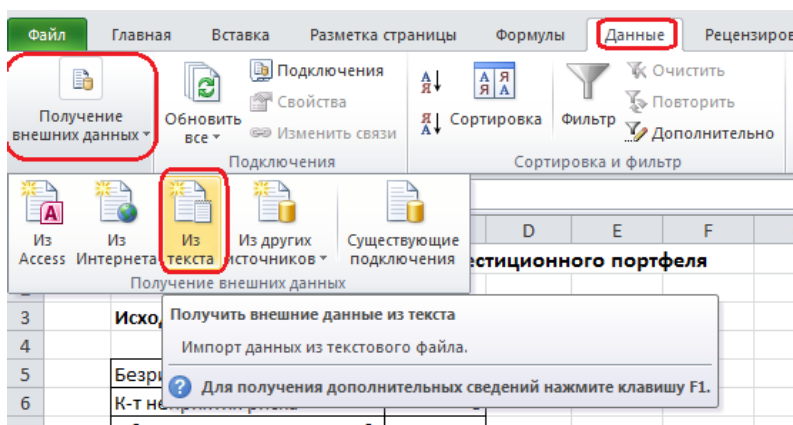 Файл Главная Вставка Разметка страницы Формулы Данные Рецензиров
Получение
внешних данных
Обновить
все
Подключения
Свойства
Изменить связи
Подключения
А
Я
Я
А
А Я
Я А
Сортировка
Фильтр
Очистить
Повторить
Дополнительно
Сортировка и фильтр
Из
Access
Из
Интернета
Из
текста
Из других
источников
Существующие
подключения
Получение внешних данных
D E F
естиционного портфеля
3 Исход
Получить внешние данные из текста
Импорт данных из текстового файла.
Для получения дополнительных сведений нажмите клавишу F1.
4
5 Безри
6 К-т